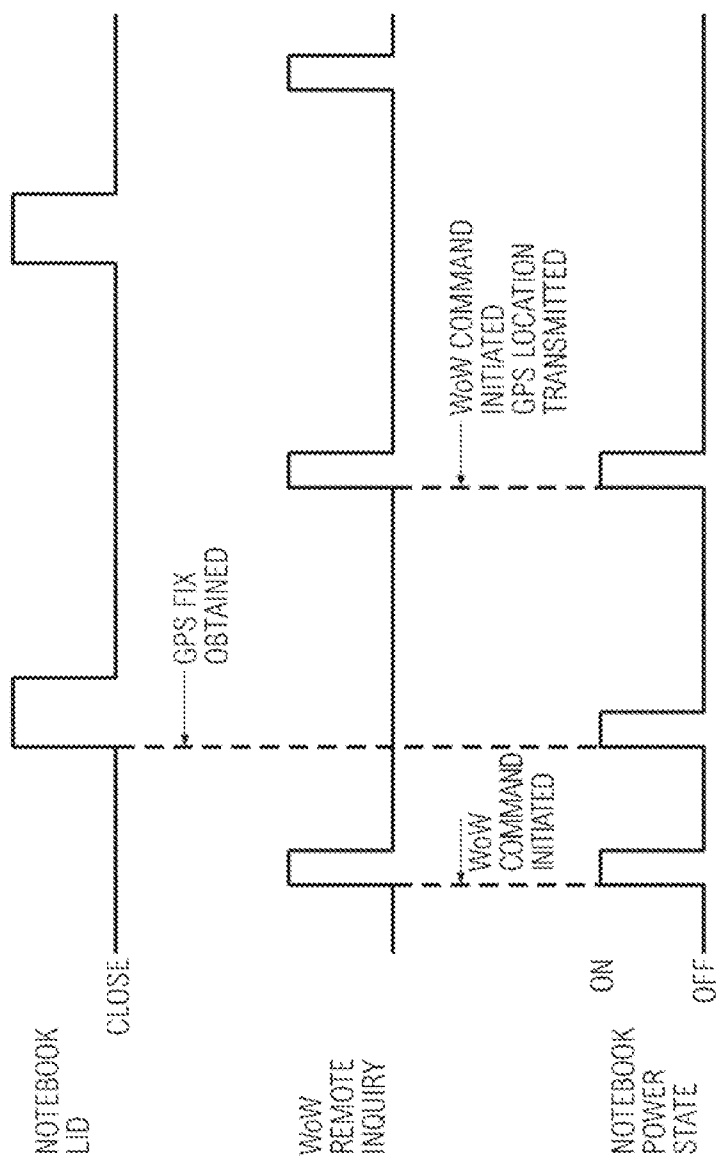 NOTEBOOK
LID
CLOSE
GPS FIX
OBTAINED
WoW
REMOTE
INQUIRY
WoW
COMMAND
INITIATED
WoW COMMAND
INITIATED
GPS LOCATION
TRANSMITTED
NOTEBOOK
POWER
STATE
ON
OFF